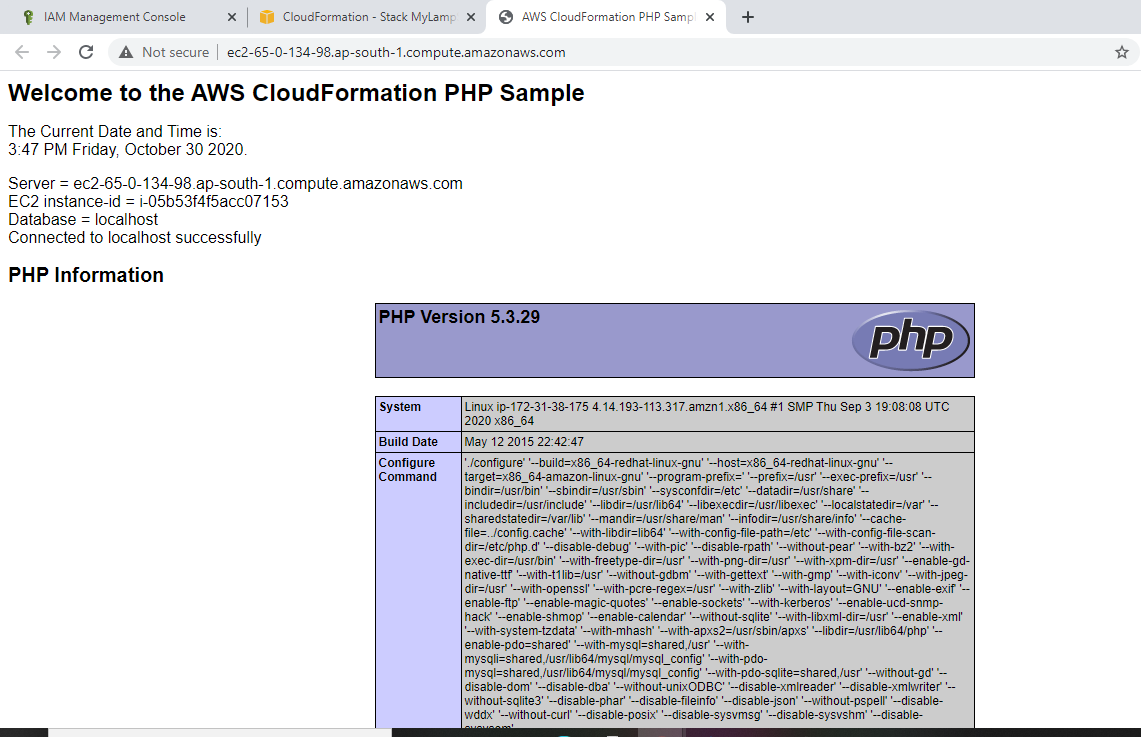 IAM Management Console
CloudFormation - Stack MyLamp
AWS CloudFormation PHP Sampl
Not secure
ec2-65-0-134-98.ap-south-1.compute.amazonaws.com
Welcome to the AWS CloudFormation PHP Sample
The Current Date and Time is:
3:47 PM Friday, October 30 2020.
Server = ec2-65-0-134-98.ap-south-1.compute.amazonaws.com
EC2 instance-id = i-05b53f4f5acc07153
Database = localhost
Connected to localhost successfully
PHP Information
PHP Version 5.3.29
php
System
Linux ip-172-31-38-175 4.14.193-113.317.amzn1.x86_64 #1 SMP Thu Sep 3 19:08:08 UTC
2020 x86_64
Build Date
May 12 2015 22:42:47
Configure
Command
'./configure' '--build=x86_64-redhat-linux-gnu' '--host=x86_64-redhat-linux-gnu' '--
target=x86_64-amazon-linux-gnu' '--program-prefix=' '--prefix=/usr' '--exec-prefix=/usr' '--
bindir=/usr/bin' '--sbindir=/usr/sbin' '--sysconfdir=/etc' '--datadir=/usr/share' '--
includedir=/usr/include' '--libdir=/usr/lib64' '--libexecdir=/usr/libexec' '--localstatedir=/var' '--
sharedstatedir=/var/lib' '--mandir=/usr/share/man' '--infodir=/usr/share/info' '--cache-
file=../config.cache' '--with-libdir=lib64' '--with-config-file-path=/etc' '--with-config-file-scan-
dir=/etc/php.d' '--disable-debug' '--with-pic' '--disable-rpath' '--without-pear' '--with-bz2' '--with-
exec-dir=/usr/bin' '--with-freetype-dir=/usr' '--with-png-dir=/usr' '--with-xpm-dir=/usr' '--enable-gd-
native-ttf' '--with-t1lib=/usr' '--without-gdbm' '--with-gettext' '--with-gmp' '--with-iconv' '--with-jpeg-
dir=/usr' '--with-openssl' '--with-pcre-regex=/usr' '--with-zlib' '--with-layout=GNU' '--enable-exif' '--
enable-ftp' '--enable-magic-quotes' '--enable-sockets' '--with-kerberos' '--enable-ucd-snmp-
hack' '--enable-shmop' '--enable-calendar' '--without-sqlite' '--with-libxml-dir=/usr' '--enable-xml'
'--with-system-tzdata' '--with-mhash' '--with-apxs2=/usr/sbin/apxs' '--libdir=/usr/lib64/php' '--
enable-pdo=shared' '--with-mysql=shared,/usr' '--with-
mysqli=shared,/usr/lib64/mysql/mysql_config' '--with-pdo-
mysql=shared,/usr/lib64/mysql/mysql_config' '--with-pdo-sqlite=shared,/usr' '--without-gd' '--
disable-dom' '--disable-dba' '--without-unixODBC' '--disable-xmlreader' '--disable-xmlwriter' '--
without-sqlite3' '--disable-phar' '--disable-fileinfo' '--disable-json' '--without-pspell' '--disable-
wddx' '--without-curl' '--disable-posix' '--disable-sysvmsg' '--disable-sysvshm' '--disable-